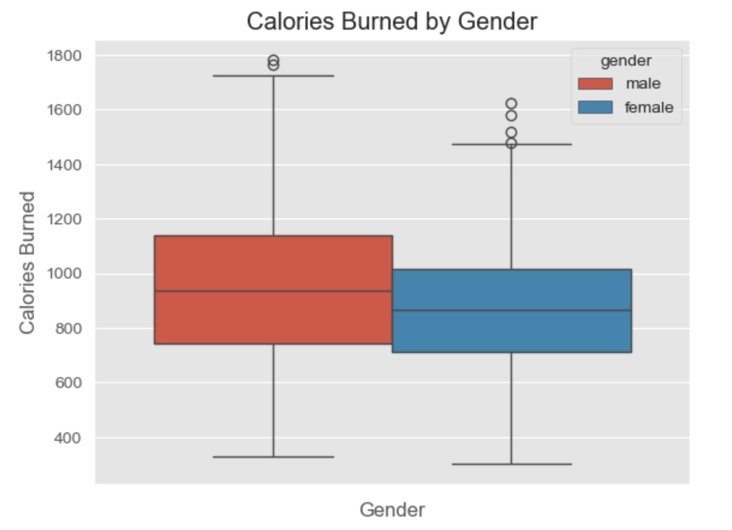 Calories Burned by Gender
1800
1600
1400
1200
1000
800
600
400
Calories Burned
gender
male
female
Gender